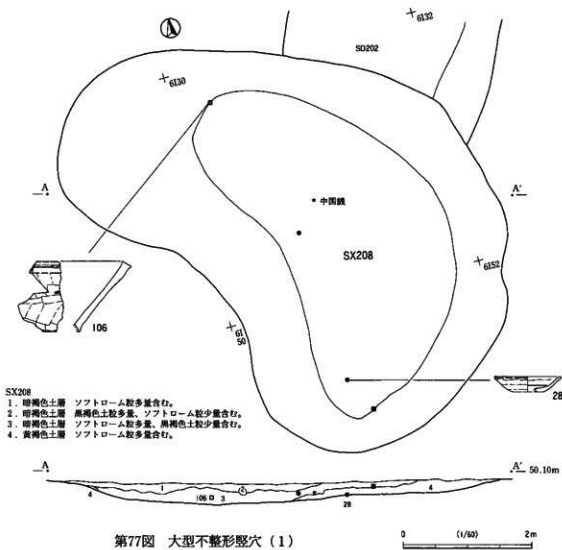 6I32
SD202
6I30
A
A'
中国銭
SX208
6I52
106
6I
50
28
SX208
1. 暗褐色土層 ソフトローム粒多量含む。
2. 暗褐色土層 黒褐色土粒多量、ソフトローム粒少量含む。
3. 暗褐色土層 ソフトローム粒多量、黒褐色土粒少量含む。
4. 黄褐色土層 ソフトローム粒多量含む。
A
A' 50.10m
4
1
2
106
3
28
4
第77図 大型不整形竪穴(1)
0 (1/60) 2m